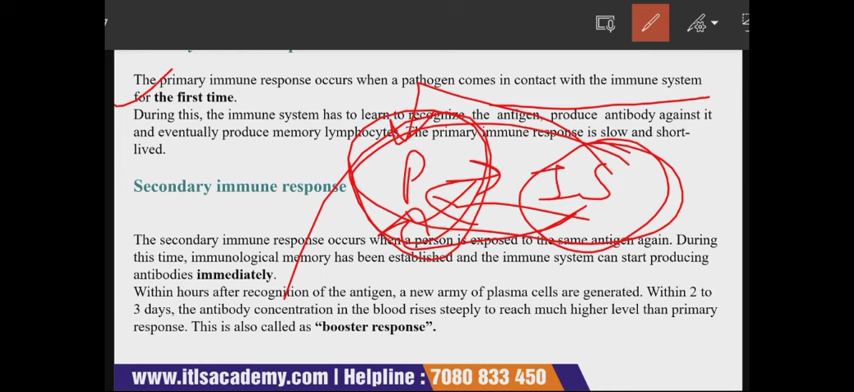 The primary immune response occurs when a pathogen comes in contact with the immune system
for the first time.
During this, the immune system has to learn to recognize the antigen, produce antibody against it
and eventually produce memory lymphocytes. The primary immune response is slow and short-
lived.
P
IS
Secondary immune response
The secondary immune response occurs when a person is exposed to the same antigen again. During
this time, immunological memory has been established and the immune system can start producing
antibodies immediately.
Within hours after recognition of the antigen, a new army of plasma cells are generated. Within 2 to
3 days, the antibody concentration in the blood rises steeply to reach much higher level than primary
response. This is also called as “booster response”.
www.itlsacademy.com | Helpline : 7080 833 450